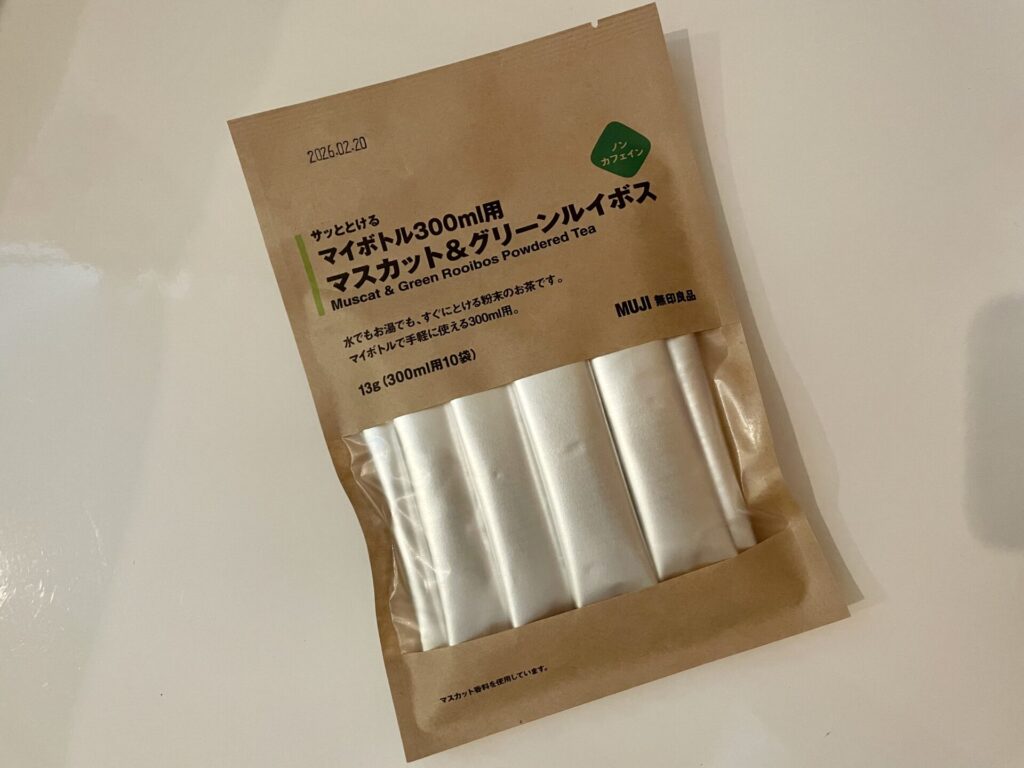 2026.02.20
ノン
カフェイン
サッととける
マイボトル300ml用
マスカット&グリーンルイボス
Muscat & Green Rooibos Powdered Tea
水でもお湯でも、すぐにとける粉末のお茶です。
マイボトルで手軽に使える300ml用。
MUJI 無印良品
13g (300ml用10袋)
マスカット香料を使用しています。